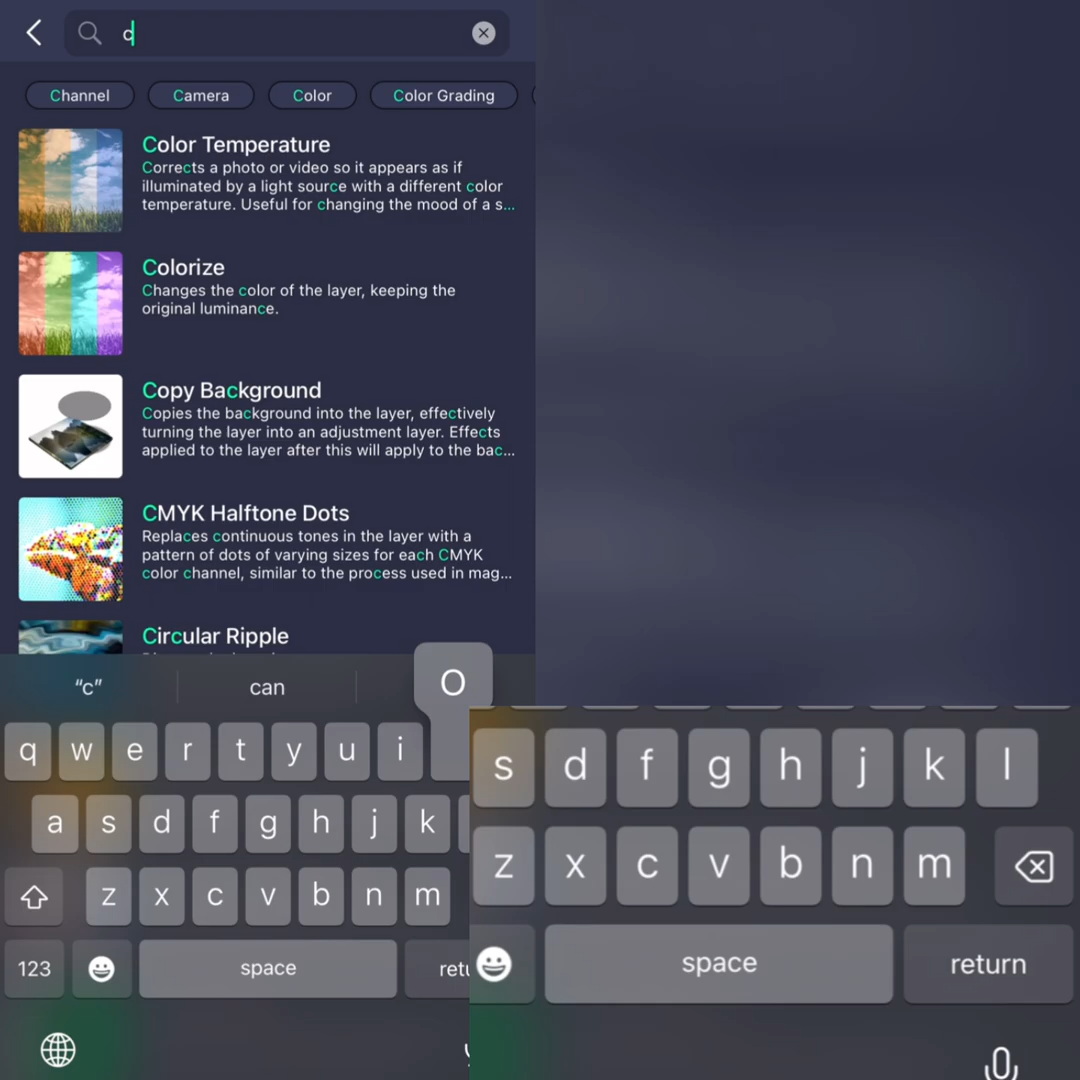 c
Channel Camera Color Color Grading
Color Temperature
Corrects a photo or video so it appears as if
illuminated by a light source with a different color
temperature. Useful for changing the mood of a s...
Colorize
Changes the color of the layer, keeping the
original luminance.
Copy Background
Copies the background into the layer, effectively
turning the layer into an adjustment layer. Effects
applied to the layer after this will apply to the bac...
CMYK Halftone Dots
Replaces continuous tones in the layer with a
pattern of dots of varying sizes for each CMYK
color channel, similar to the process used in mag...
Circular Ripple
“c” can
O
q w e r t y u i
a s d f g h j k
z x c v b n m
123 space retu
s d f g h j k l
z x c v b n m
space return